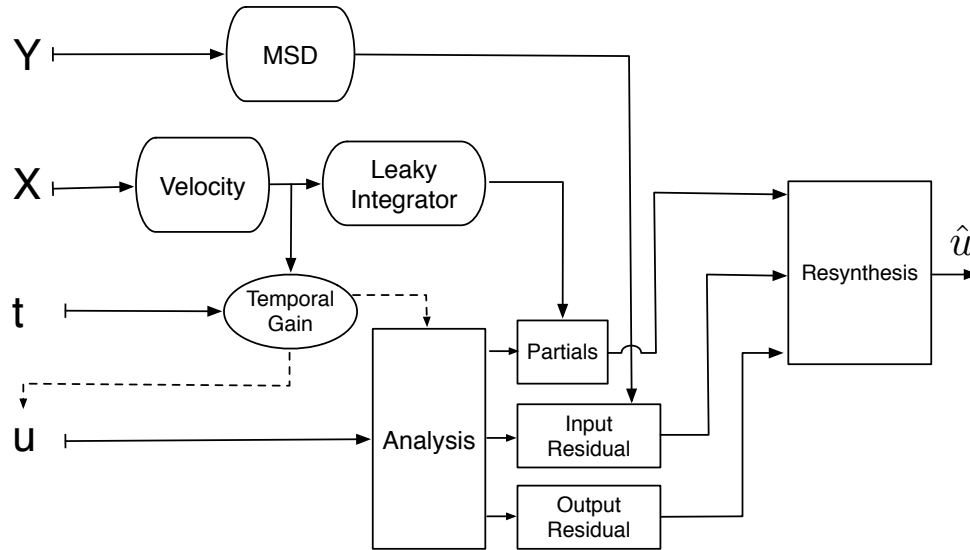 Y
MSD
X
Velocity
Leaky
Integrator
t
Temporal
Gain
u
Analysis
Partials
Input
Residual
Output
Residual
Resynthesis
û